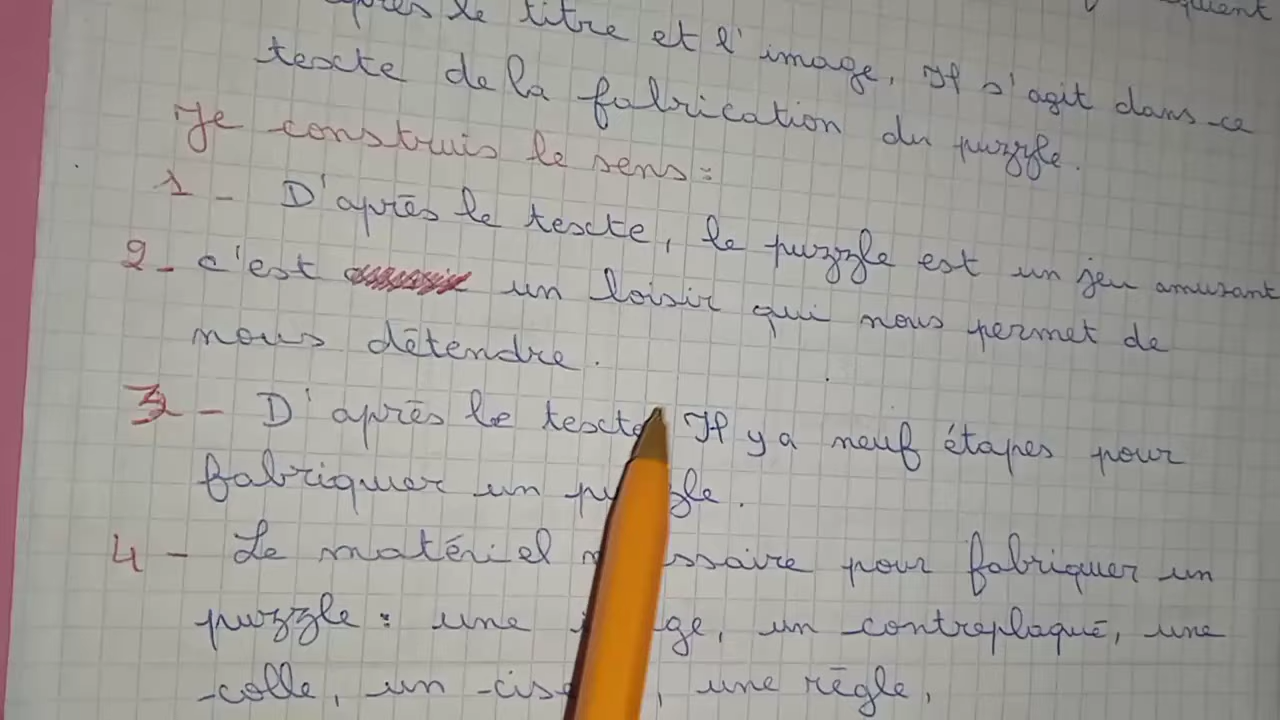 après le titre et l'image, Il s'agit dans ce
texte de la fabrication du puzzle.
Je construis le sens :
1 - D'après le texte, le puzzle est un jeu amusant
2 - c'est un loisir qui nous permet de
nous détendre.
3 - D'après le texte Il y a neuf étapes pour
fabriquer un puzzle.
4 - Le matériel pour fabriquer un
puzzle : une, un contreplaqué, une
colle, un, une règle,